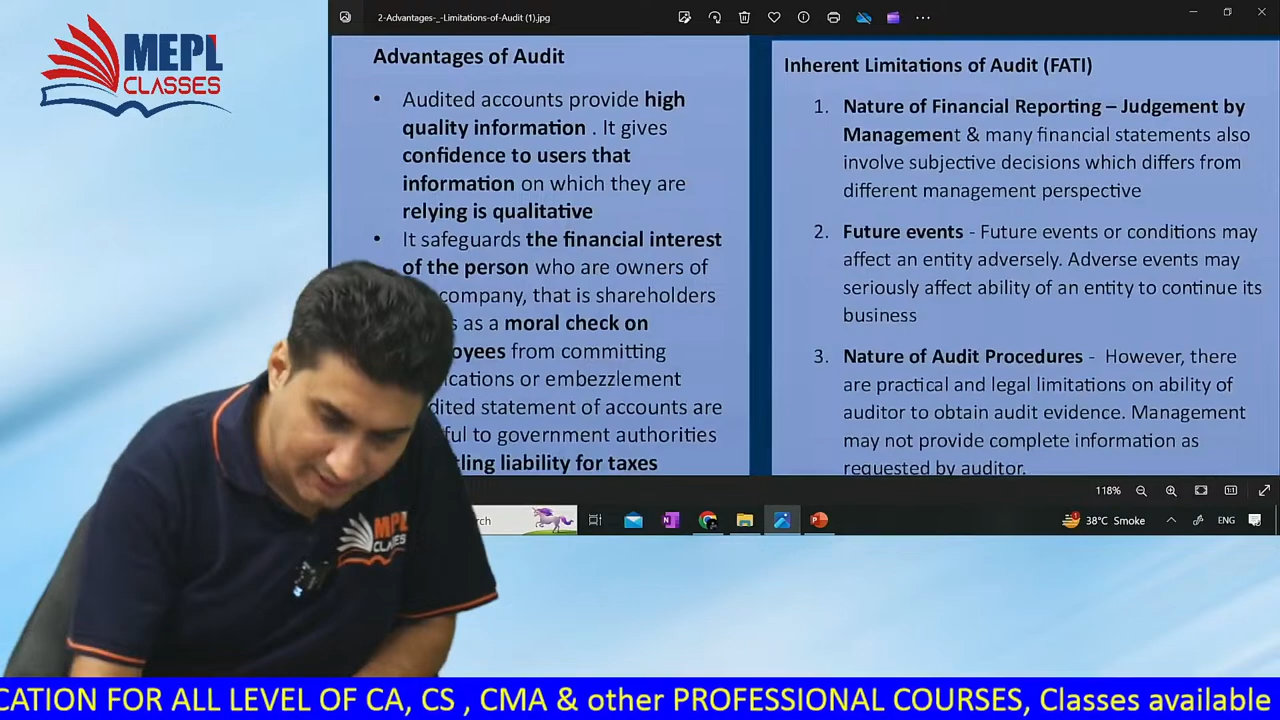 MEPL
CLASSES
2-Advantages-_-Limitations-of-Audit (1).jpg
Advantages of Audit
• Audited accounts provide high
quality information . It gives
confidence to users that
information on which they are
relying is qualitative
• It safeguards the financial interest
of the person who are owners of
company, that is shareholders
as a moral check on
from committing
or embezzlement
statement of accounts are
to government authorities
liability for taxes
Inherent Limitations of Audit (FATI)
1. Nature of Financial Reporting – Judgement by
Management & many financial statements also
involve subjective decisions which differs from
different management perspective
2. Future events - Future events or conditions may
affect an entity adversely. Adverse events may
seriously affect ability of an entity to continue its
business
3. Nature of Audit Procedures - However, there
are practical and legal limitations on ability of
auditor to obtain audit evidence. Management
may not provide complete information as
requested by auditor.
118%
38°C Smoke
ENG
MEPL
CLASSES
CATION FOR ALL LEVEL OF CA, CS , CMA & other PROFESSIONAL COURSES, Classes available